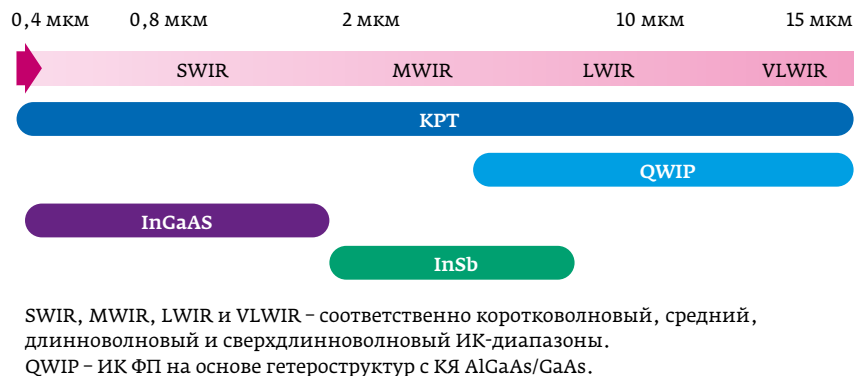 0,4 мкм 0,8 мкм 2 мкм 10 мкм 15 мкм
SWIR MWIR LWIR VLWIR
КРТ
QWIP
InGaAS
InSb
SWIR, MWIR, LWIR и VLWIR – соответственно коротковолновый, средний,
длинноволновый и сверхдлинноволновый ИК-диапазоны.
QWIP – ИК ФП на основе гетероструктур с КЯ AlGaAs/GaAs.